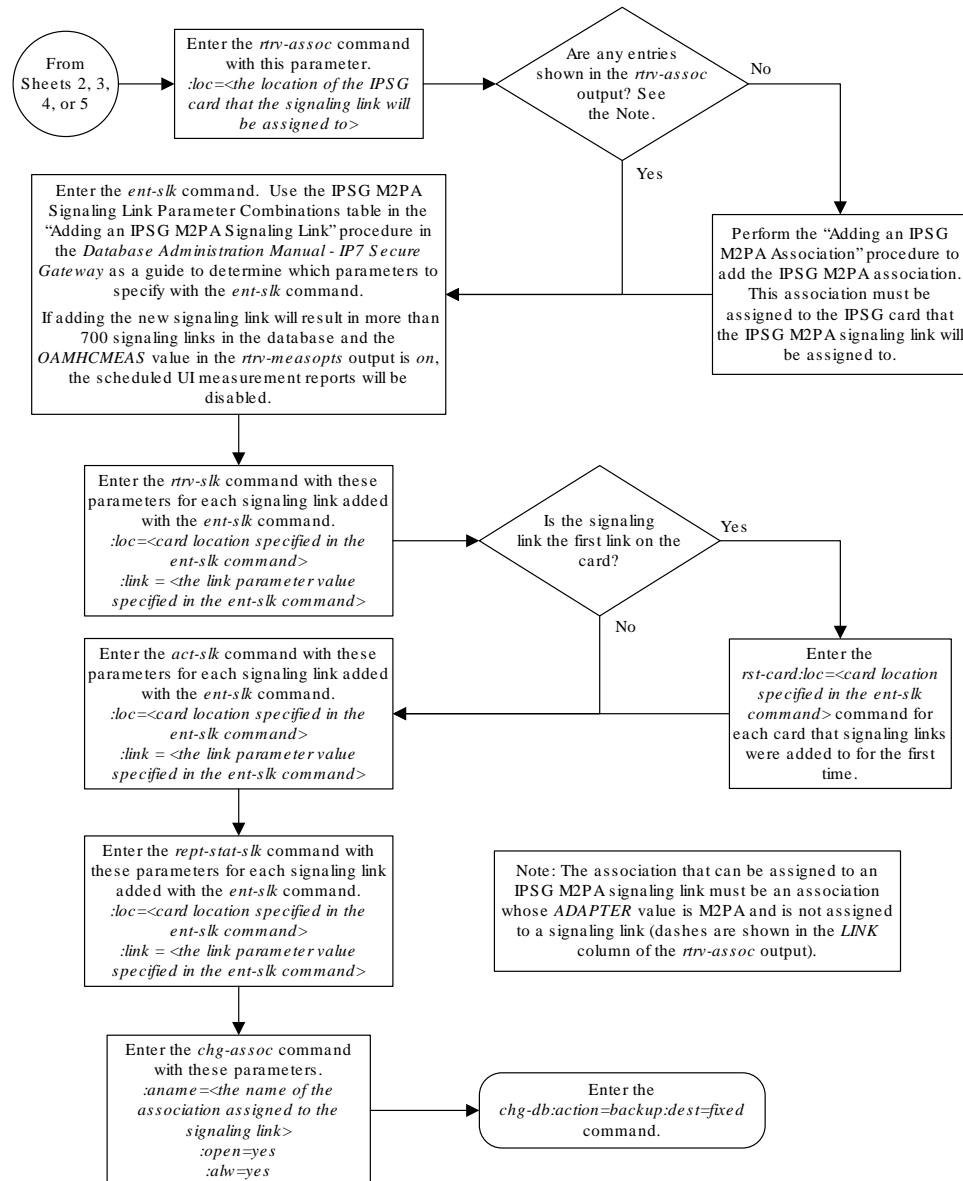 From
Sheets 2, 3,
4, or 5
Enter the rtrv-assoc command
with this parameter.
:loc=<the location of the IPSG
card that the signaling link will
be assigned to>
Are any entries
shown in the rtrv-assoc
output? See
the Note.
No
Yes
Enter the ent-slk command. Use the IPSG M2PA
Signaling Link Parameter Combinations table in the
“Adding an IPSG M2PA Signaling Link” procedure in
the Database Administration Manual - IP7 Secure
Gateway as a guide to determine which parameters to
specify with the ent-slk command.
If adding the new signaling link will result in more than
700 signaling links in the database and the
OAMHCMEAS value in the rtrv-measopts output is on,
the scheduled UI measurement reports will be
disabled.
Perform the “Adding an IPSG
M2PA Association” procedure to
add the IPSG M2PA association.
This association must be
assigned to the IPSG card that
the IPSG M2PA signaling link will
be assigned to.
Enter the rtrv-slk command with these
parameters for each signaling link added
with the ent-slk command.
:loc=<card location specified in the
ent-slk command>
:link = <the link parameter value
specified in the ent-slk command>
Is the signaling
link the first link on the
card?
Yes
No
Enter the
rst-card:loc=<card location
specified in the ent-slk
command> command for
each card that signaling links
were added to for the first
time.
Enter the act-slk command with these
parameters for each signaling link added
with the ent-slk command.
:loc=<card location specified in the
ent-slk command>
:link = <the link parameter value
specified in the ent-slk command>
Enter the rept-stat-slk command with
these parameters for each signaling link
added with the ent-slk command.
:loc=<card location specified in the
ent-slk command>
:link = <the link parameter value
specified in the ent-slk command>
Note: The association that can be assigned to an
IPSG M2PA signaling link must be an association
whose ADAPTER value is M2PA and is not assigned
to a signaling link (dashes are shown in the LINK
column of the rtrv-assoc output).
Enter the chg-assoc command
with these parameters.
:aname=<the name of the
association assigned to the
signaling link>
:open=yes
:alw=yes
Enter the
chg-db:action=backup:dest=fixed
command.